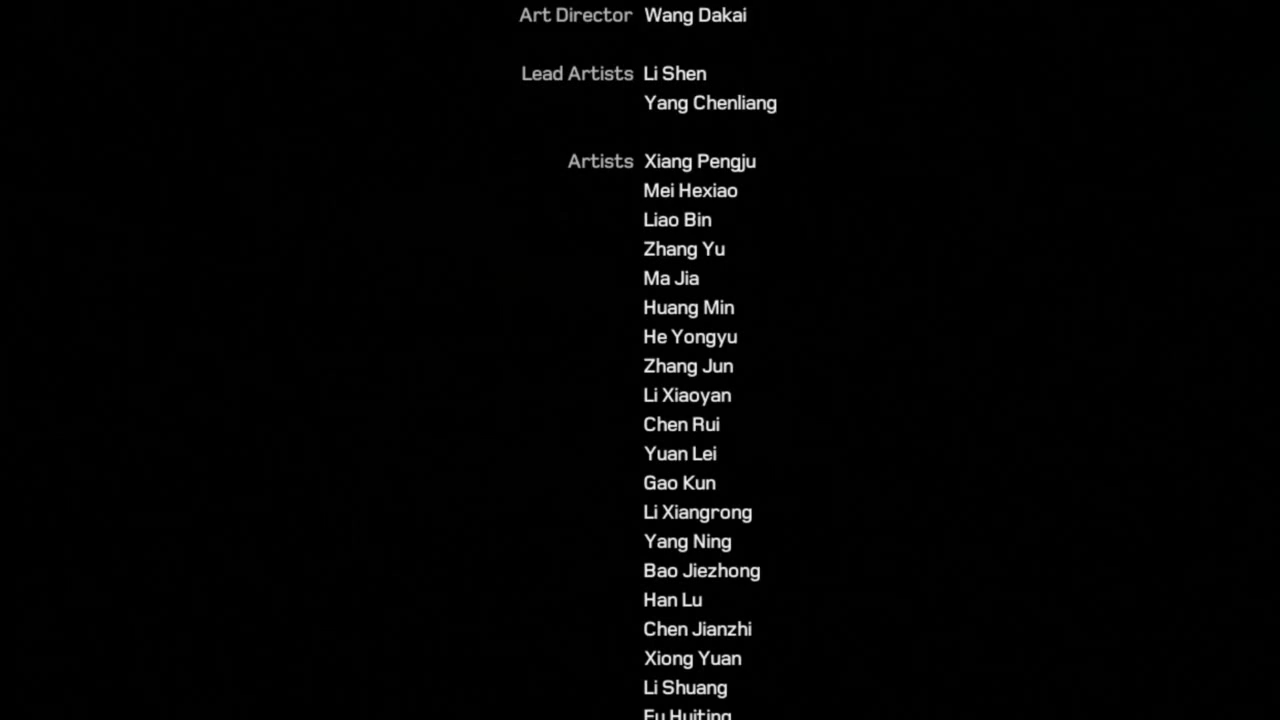 Art Director Wang Dakai
Lead Artists Li Shen
Yang Chenliang
Artists Xiang Pengju
Mei Hexiao
Liao Bin
Zhang Yu
Ma Jia
Huang Min
He Yongyu
Zhang Jun
Li Xiaoyan
Chen Rui
Yuan Lei
Gao Kun
Li Xiangrong
Yang Ning
Bao Jiezhong
Han Lu
Chen Jianzhi
Xiong Yuan
Li Shuang
Fu Huiting